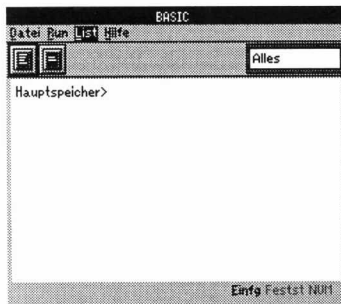 BASIC
Datei Run List Hilfe
Alles
Hauptspeicher>
Einfg Festst NUM